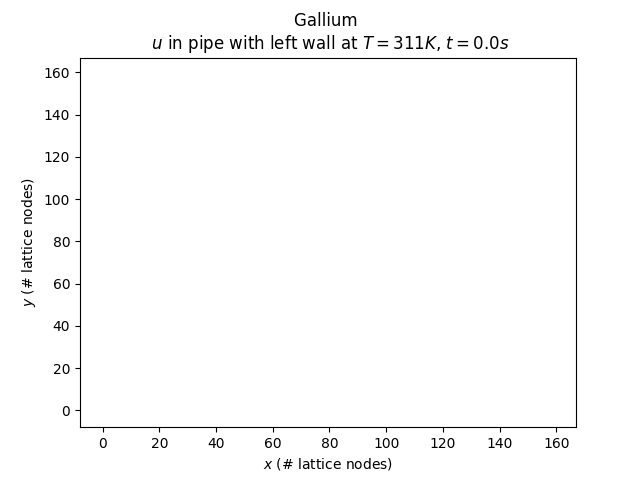 Gallium
u in pipe with left wall at T = 311K, t = 0.0s
160
140
120
100
80
60
40
20
0
y (# lattice nodes)
0 20 40 60 80 100 120 140 160
x (# lattice nodes)